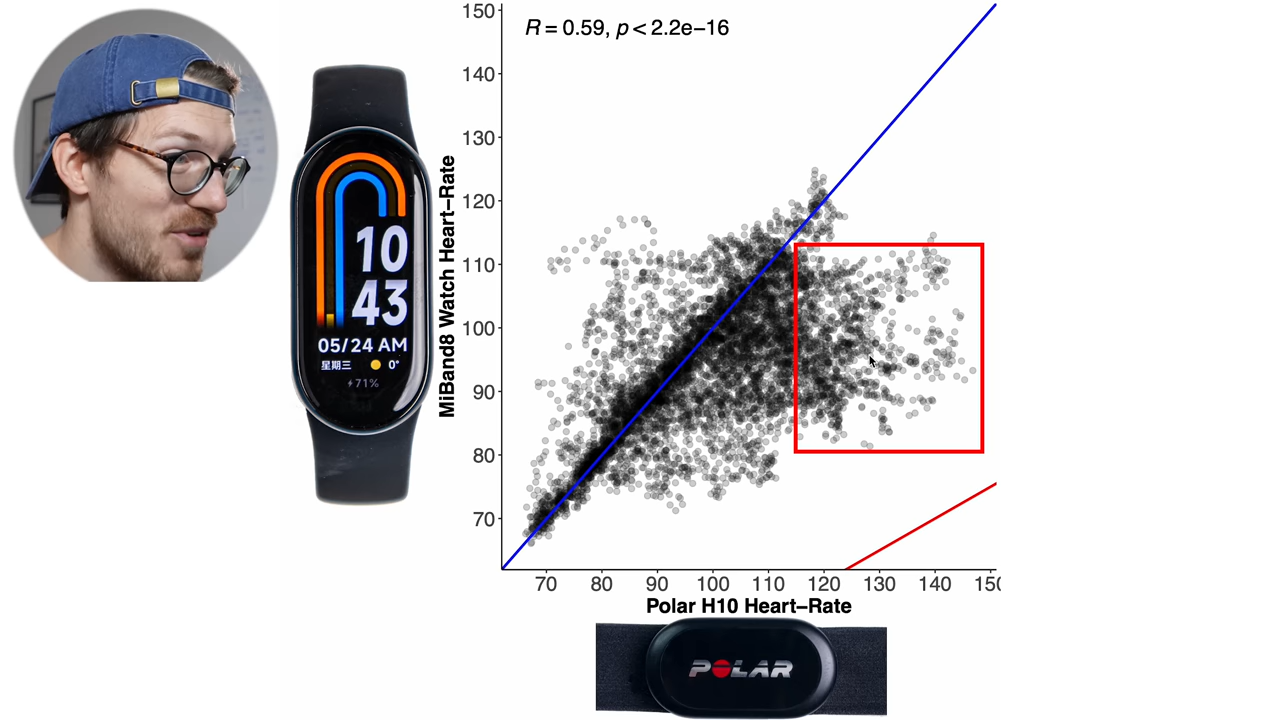 R = 0.59, p < 2.2e−16
150
140
130
120
110
100
90
80
70
MiBand8 Watch Heart−Rate
10
43
05/24 AM
星期三 0°
71%
70 80 90 100 110 120 130 140 150
Polar H10 Heart−Rate
POLAR